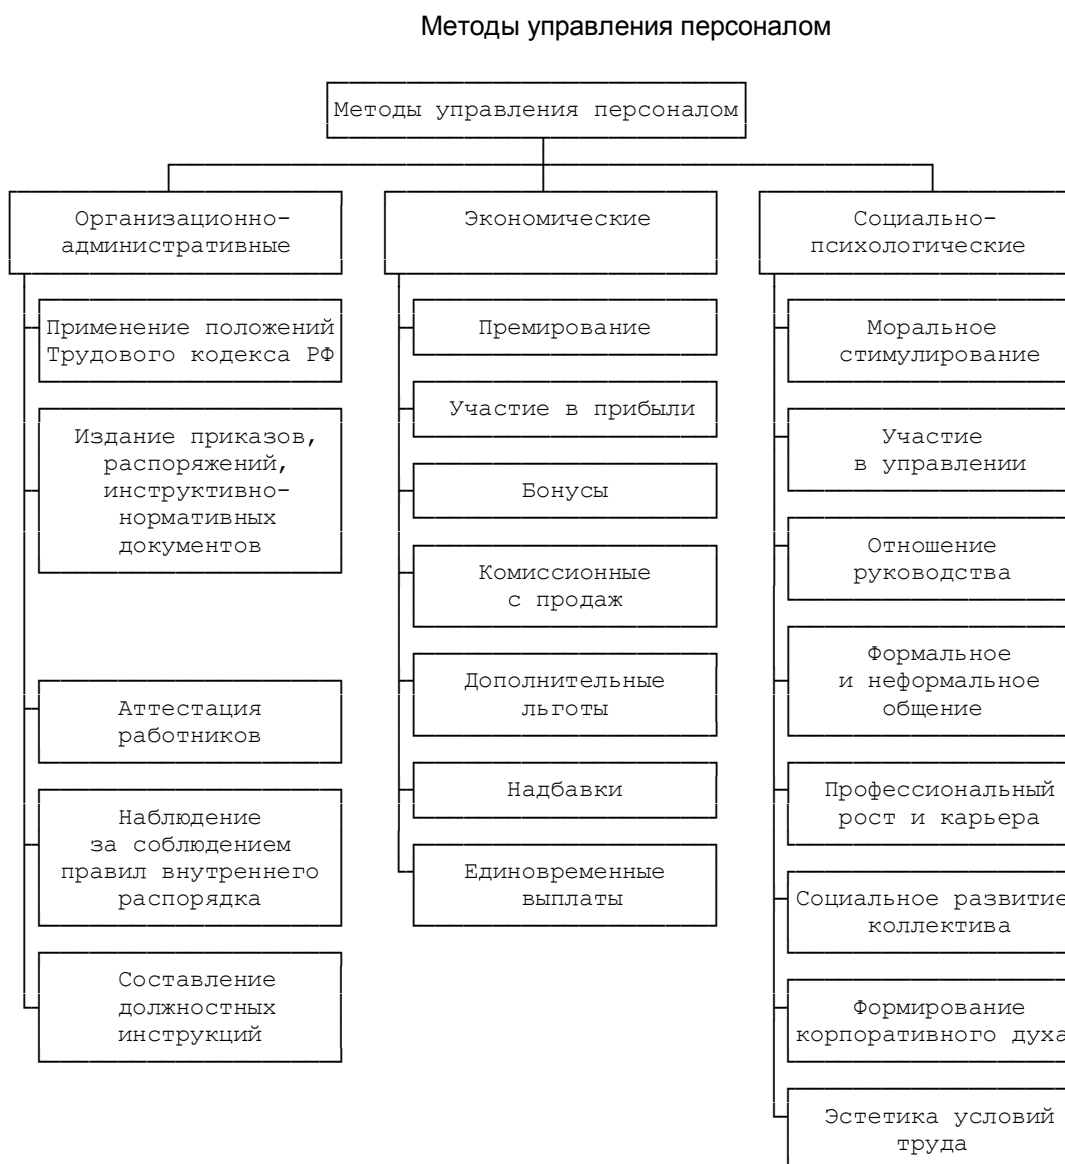 Методы управления персоналом
Методы управления персоналом
Организационно-
административные
Применение положений
Трудового кодекса РФ
Издание приказов,
распоряжений,
инструктивно-
нормативных
документов
Аттестация
работников
Наблюдение
за соблюдением
правил внутреннего
распорядка
Составление
должностных
инструкций
Экономические
Премирование
Участие в прибыли
Бонусы
Комиссионные
с продаж
Дополнительные
льготы
Надбавки
Единовременные
выплаты
Социально-
психологические
Моральное
стимулирование
Участие
в управлении
Отношение
руководства
Формальное
и неформальное
общение
Профессиональный
рост и карьера
Социальное развитие
коллектива
Формирование
корпоративного духа
Эстетика условий
труда